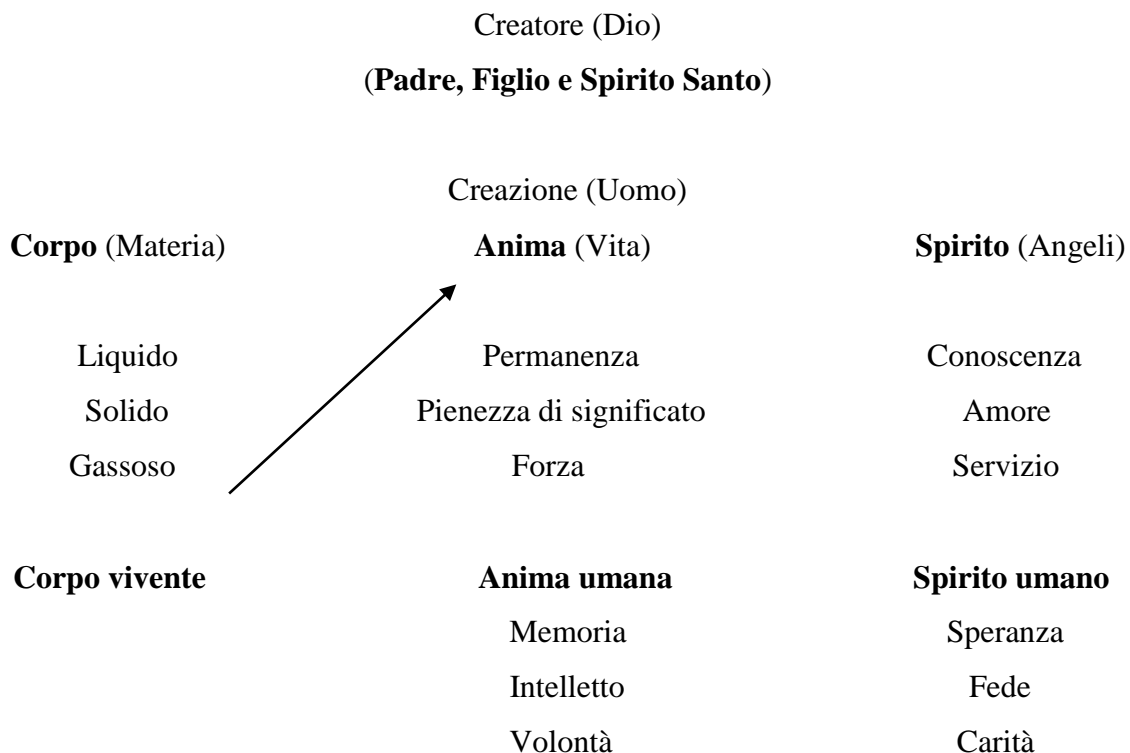 Creatore (Dio)
(Padre, Figlio e Spirito Santo)
Creazione (Uomo)
Corpo (Materia) Anima (Vita) Spirito (Angeli)
Liquido Permanenza Conoscenza
Solido Pienezza di significato Amore
Gassoso Forza Servizio
Corpo vivente Anima umana Spirito umano
Memoria Speranza
Intelletto Fede
Volontà Carità